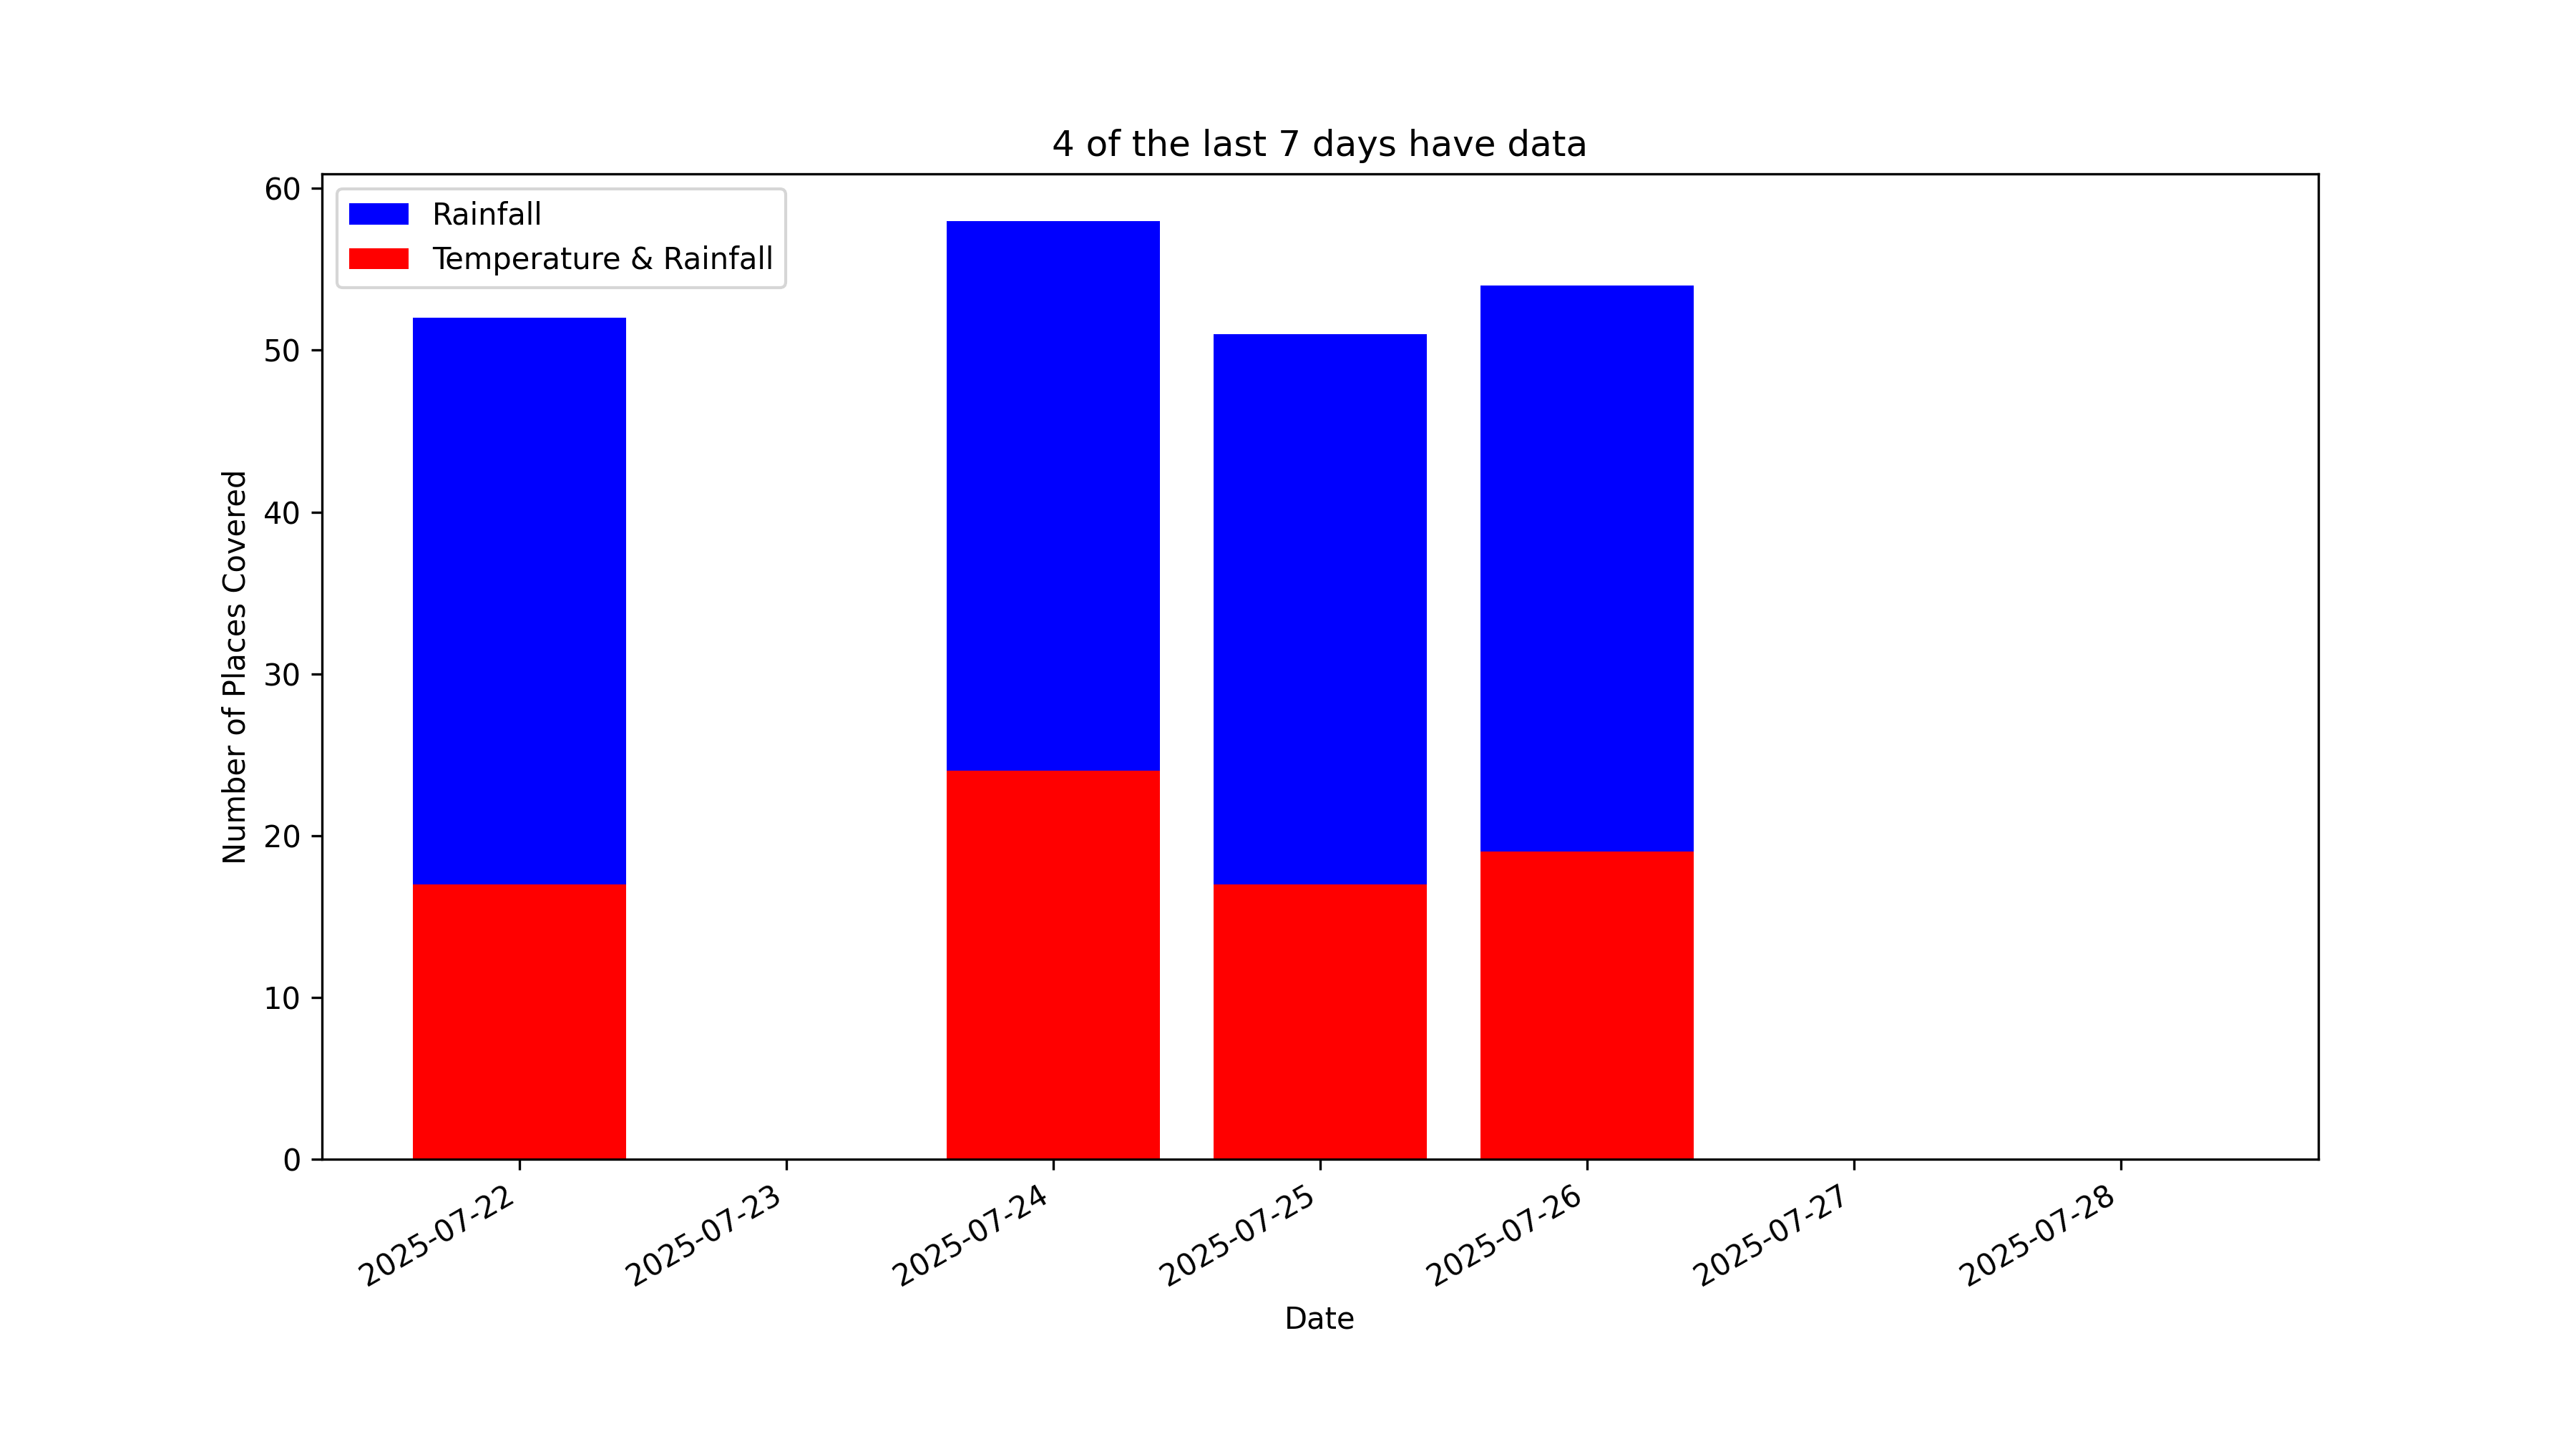 4 of the last 7 days have data
Rainfall
Temperature & Rainfall
Number of Places Covered
60
50
40
30
20
10
0
2025-07-22
2025-07-23
2025-07-24
2025-07-25
2025-07-26
2025-07-27
2025-07-28
Date